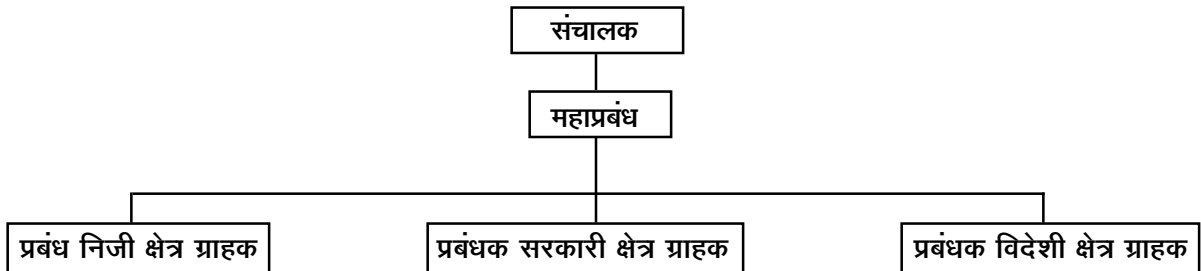 संचालक
महाप्रबंध
प्रबंध निजी क्षेत्र ग्राहक
प्रबंधक सरकारी क्षेत्र ग्राहक
प्रबंधक विदेशी क्षेत्र ग्राहक